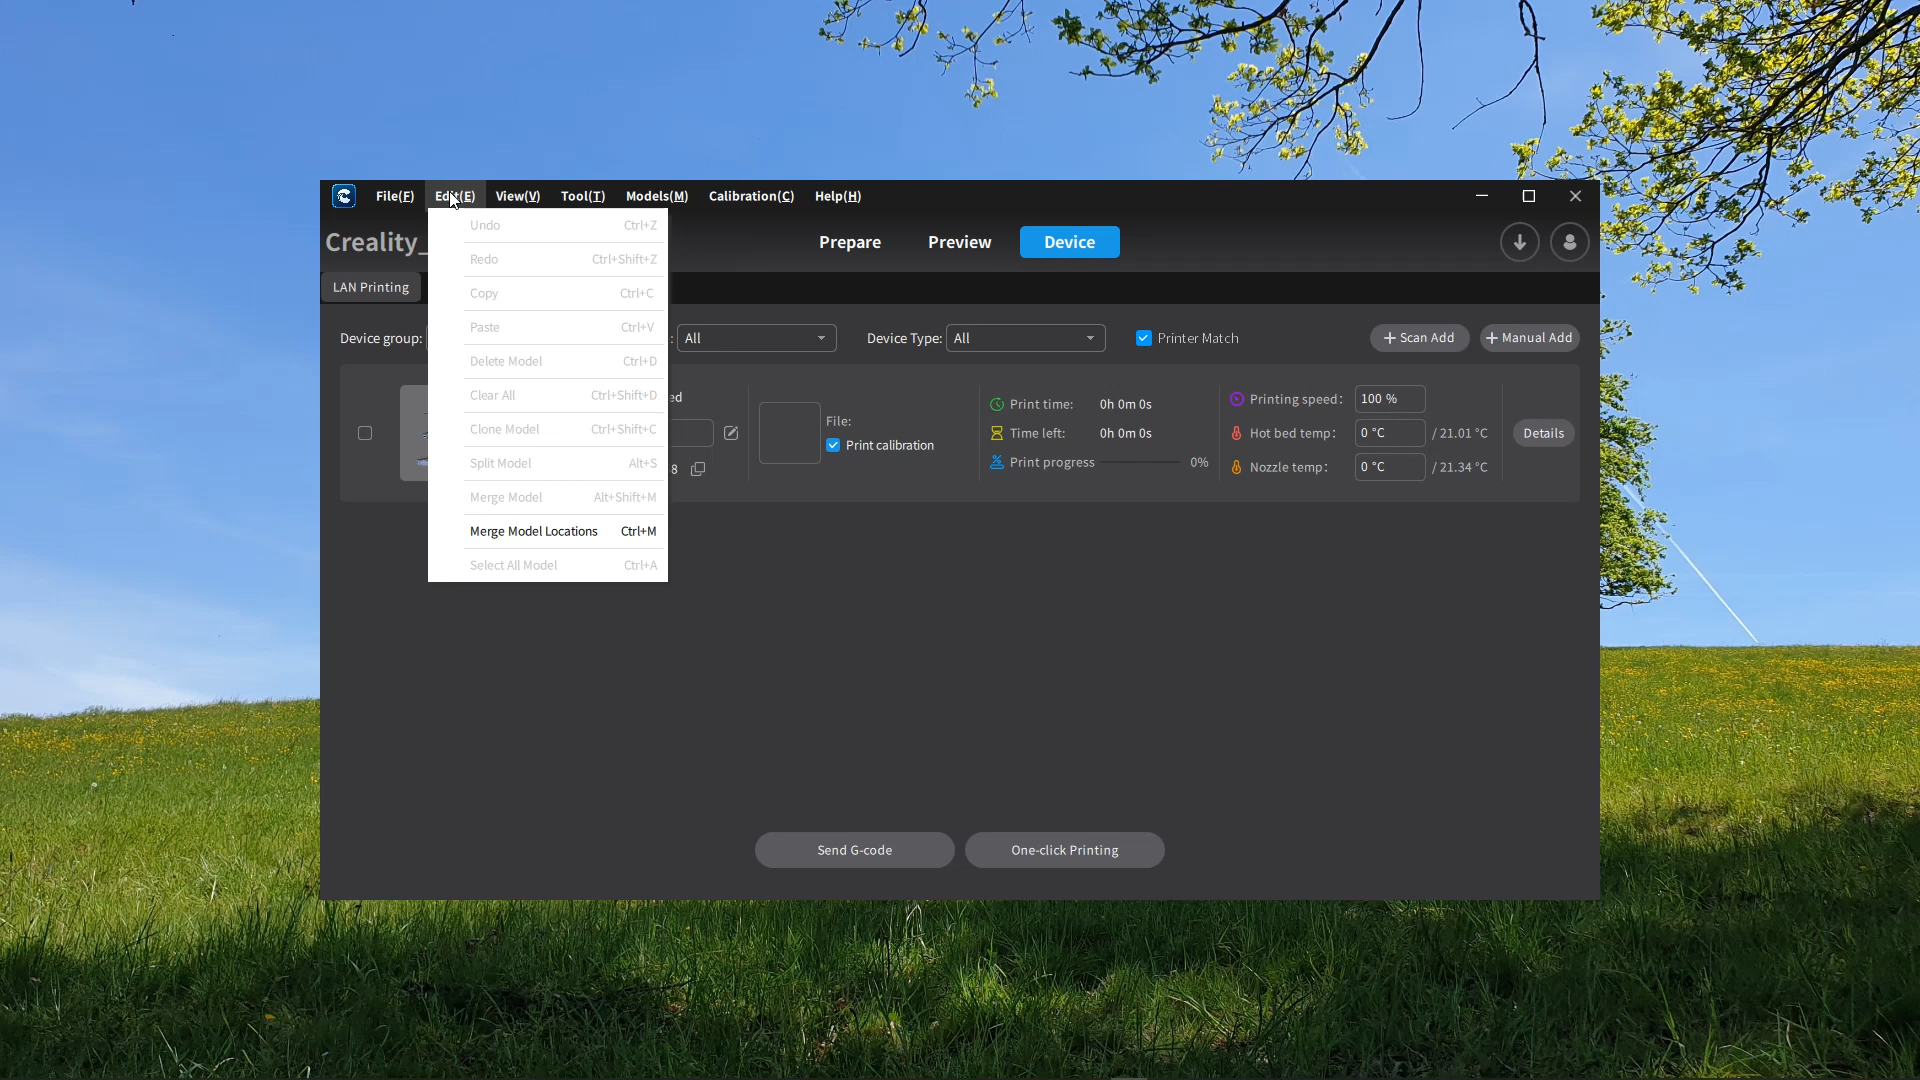 File(F) Edit(E) View(V) Tool(T) Models(M) Calibration(C) Help(H)
Creality_
Prepare Preview Device
LAN Printing
Undo Ctrl+Z
Redo Ctrl+Shift+Z
Copy Ctrl+C
Paste Ctrl+V
Delete Model Ctrl+D
Clear All Ctrl+Shift+D
Clone Model Ctrl+Shift+C
Split Model Alt+S
Merge Model Alt+Shift+M
Merge Model Locations Ctrl+M
Select All Model Ctrl+A
Device group: : All Device Type: All Printer Match + Scan Add + Manual Add
ed
8
File:
Print calibration
Print time: 0h 0m 0s
Time left: 0h 0m 0s
Print progress 0%
Printing speed: 100 %
Hot bed temp: 0 °C / 21.01 °C
Nozzle temp: 0 °C / 21.34 °C
Details
Send G-code One-click Printing